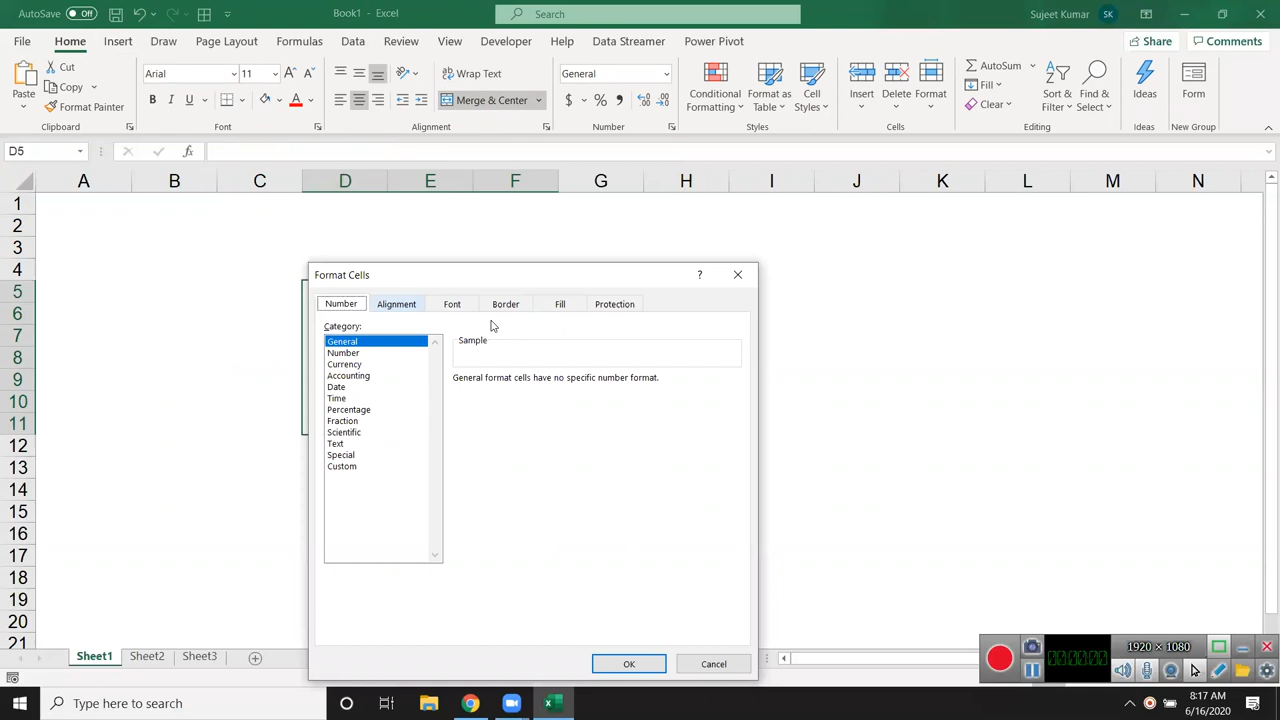 AutoSave Off Book1 - Excel Search Sujeet Kumar SK
File Home Insert Draw Page Layout Formulas Data Review View Developer Help Data Streamer Power Pivot Share Comments
Paste
Cut
Copy
Format Painter
Clipboard
Arial 11
B I U
Font
Wrap Text
Merge & Center
Alignment
General
$ % ,
Number
Conditional Formatting
Format as Table
Cell Styles
Styles
Insert Delete Format
Cells
AutoSum
Fill
Clear
Sort & Filter
Find & Select
Editing
Ideas
Ideas
Form
New Group
D5 fx
A B C D E F G H I J K L M N
1
2
3
4
5
6
7
8
9
10
11
12
13
14
15
16
17
18
19
20
21
Format Cells ?
Number Alignment Font Border Fill Protection
Category:
General
Number
Currency
Accounting
Date
Time
Percentage
Fraction
Scientific
Text
Special
Custom
Sample
General format cells have no specific number format.
OK Cancel
Sheet1 Sheet2 Sheet3
1920 × 1080
00:00:00
Type here to search
8:17 AM
6/16/2020